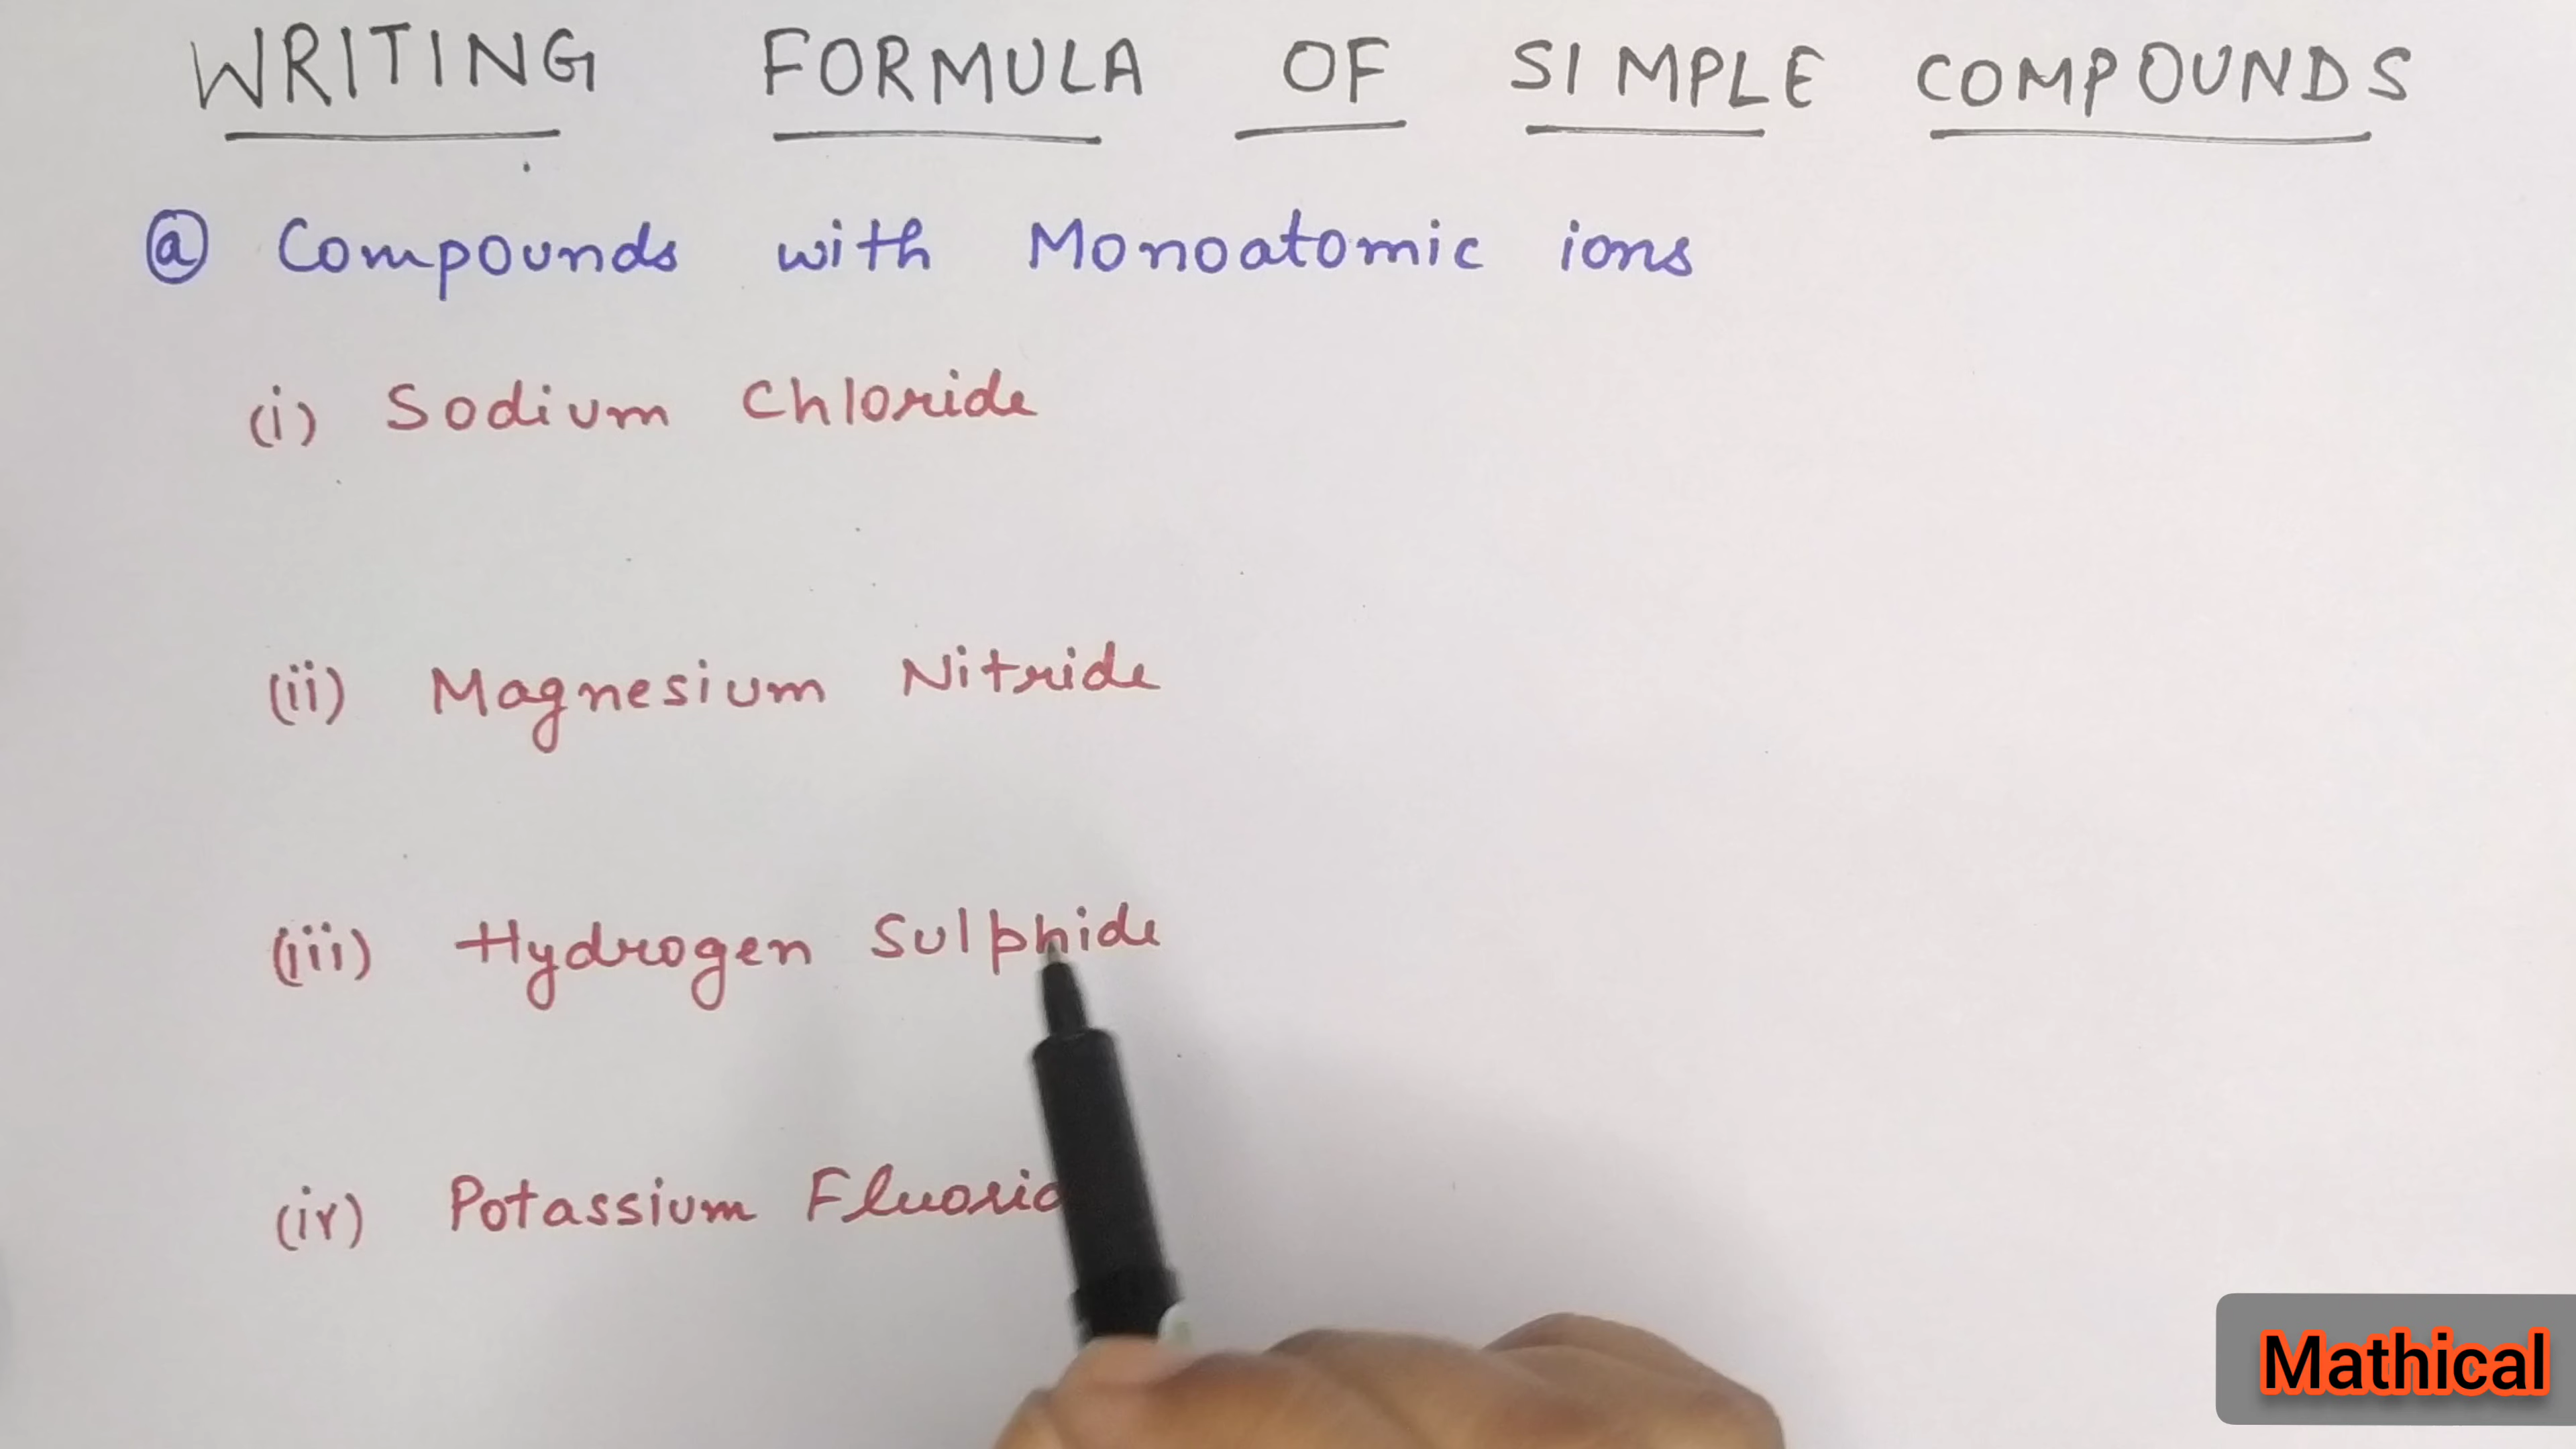 WRITING FORMULA OF SIMPLE COMPOUNDS
ⓐ Compounds with Monoatomic ions
(i) Sodium Chloride
(ii) Magnesium Nitride
(iii) Hydrogen Sulphide
(iv) Potassium Fluorid
Mathical